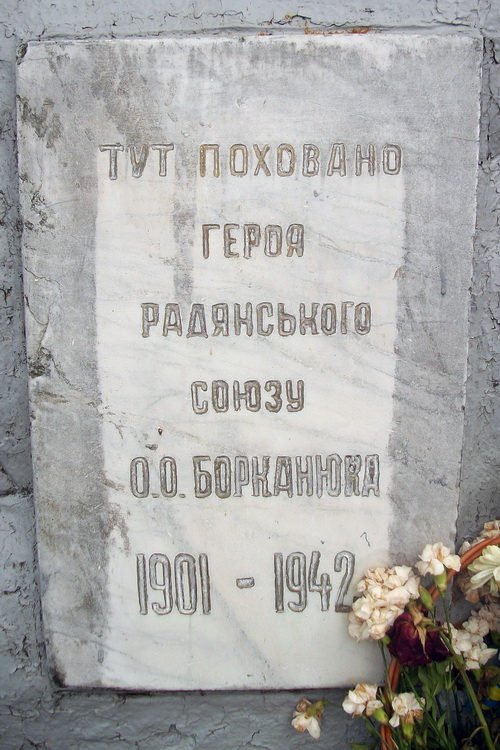 ТУТ ПОХОВАНО
ГЕРОЯ
РАДЯНСЬКОГО
СОЮЗУ
О.О. БОРКАНЮКА
1901 - 1942